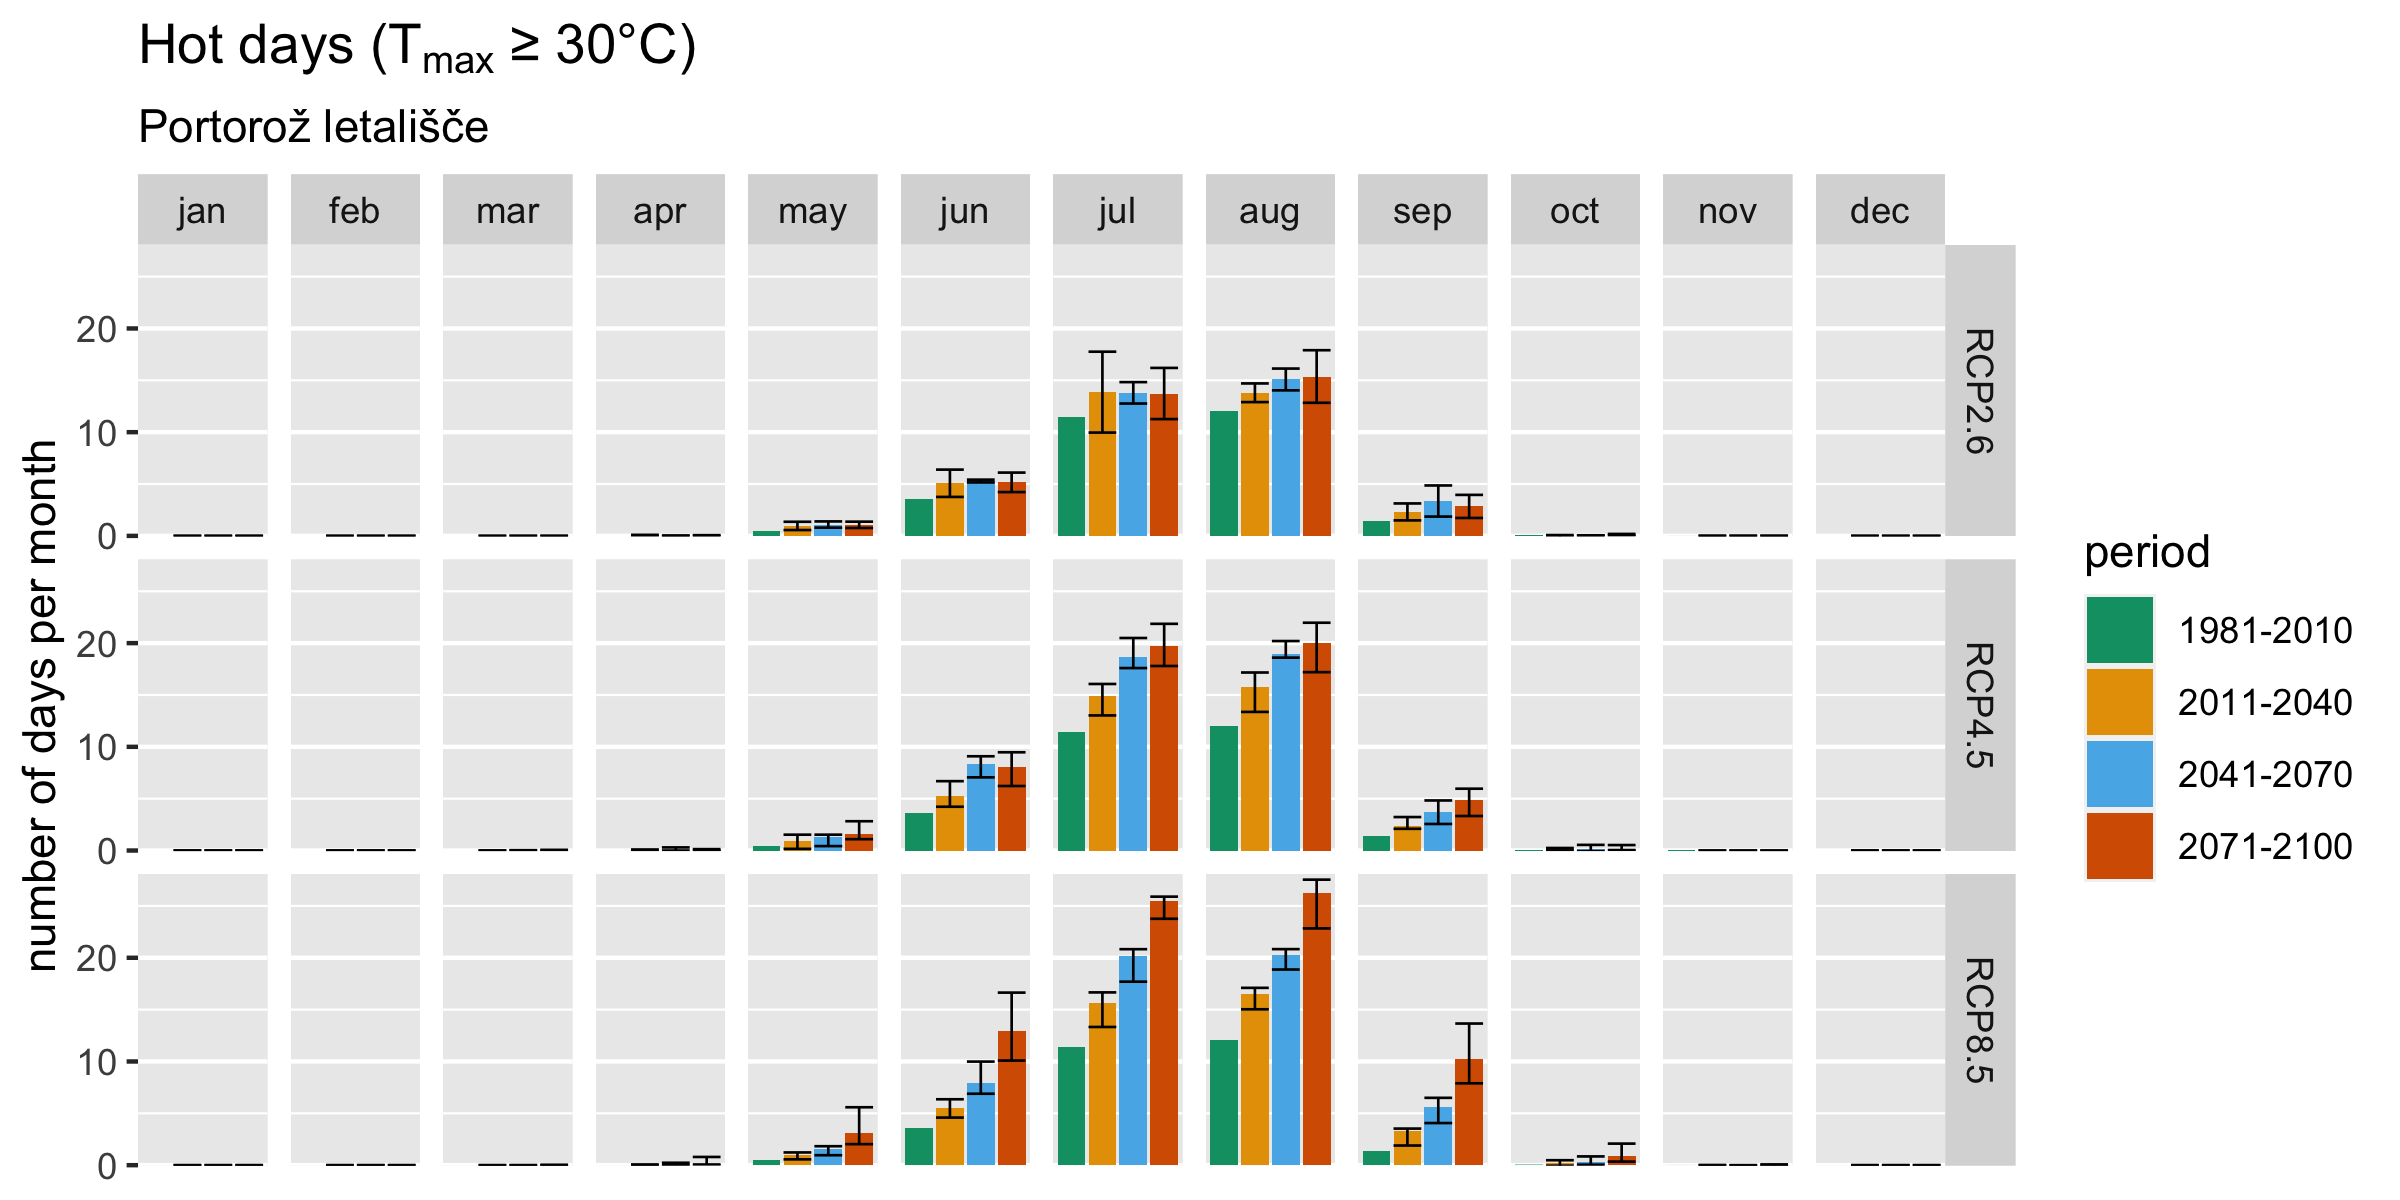 Hot days (Tmax ≥ 30°C)
Portorož letališče
jan feb mar apr may jun jul aug sep oct nov dec
20
10
0
RCP2.6
20
10
0
RCP4.5
20
10
0
RCP8.5
number of days per month
period
1981-2010
2011-2040
2041-2070
2071-2100